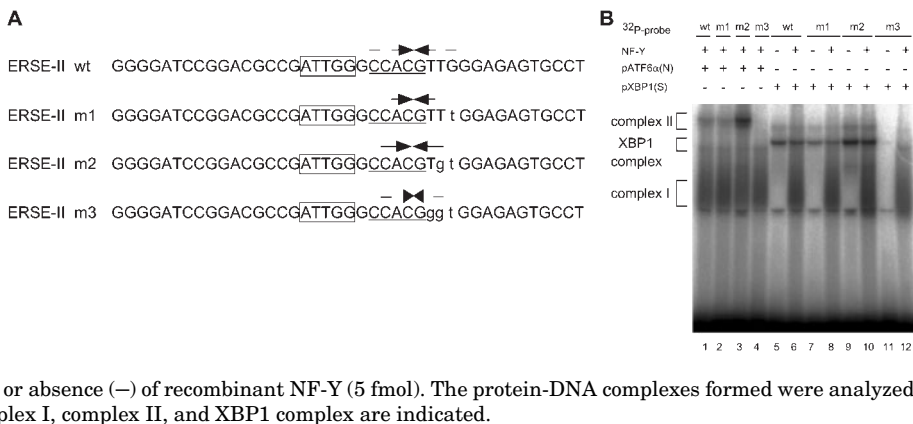 A
ERSE-II wt GGGGATCCGGACGCCGATTGGGCCACGTTGGGAGAGTGCCT
ERSE-II m1 GGGGATCCGGACGCCGATTGGGCCACGTTtGGAGAGTGCCT
ERSE-II m2 GGGGATCCGGACGCCGATTGGGCCACGTgtGGAGAGTGCCT
ERSE-II m3 GGGGATCCGGACGCCGATTGGGCCACGggtGGAGAGTGCCT
B
32P-probe wt m1 m2 m3 wt m1 m2 m3
NF-Y + + + + - + - + - + - +
pATF6α(N) + + + + - - - - - - - -
pXBP1(S) - - - - + + + + + + + +
complex II
XBP1
complex
complex I
1 2 3 4 5 6 7 8 9 10 11 12
or absence (−) of recombinant NF-Y (5 fmol). The protein-DNA complexes formed were analyzed
plex I, complex II, and XBP1 complex are indicated.